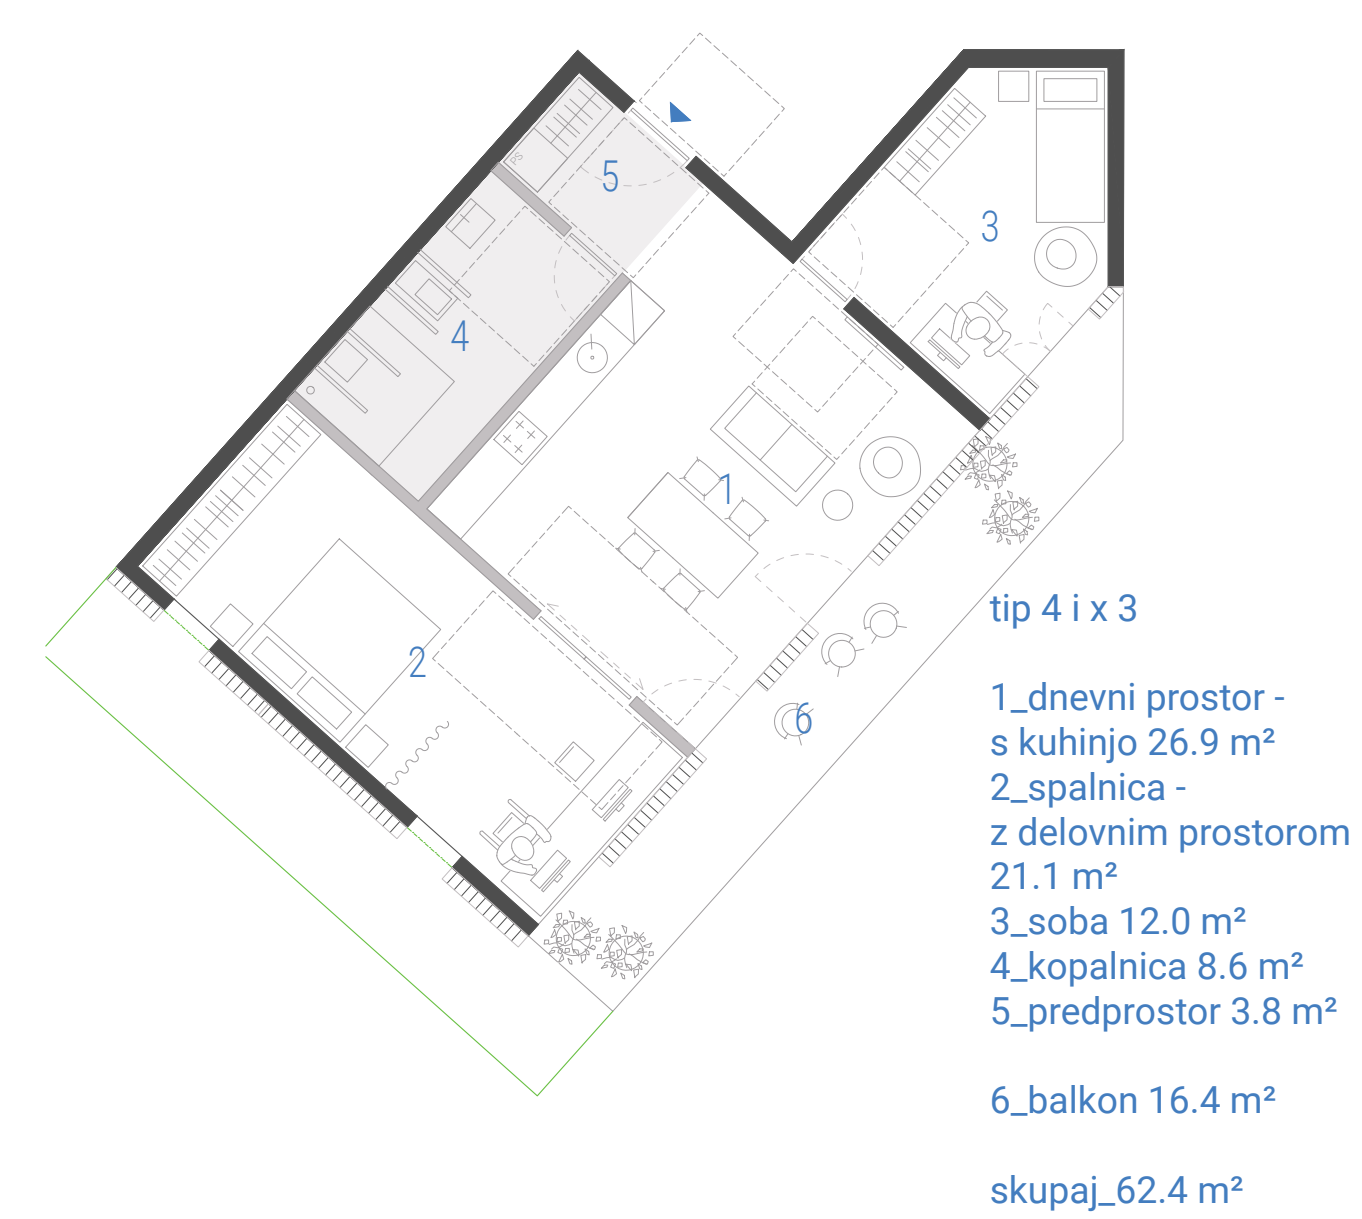 PS
5
3
4
1
2
6
tip 4 i x 3
1_dnevni prostor -
s kuhinjo 26.9 m²
2_spalnica -
z delovnim prostorom
21.1 m²
3_soba 12.0 m²
4_kopalnica 8.6 m²
5_predprostor 3.8 m²
6_balkon 16.4 m²
skupaj_62.4 m²